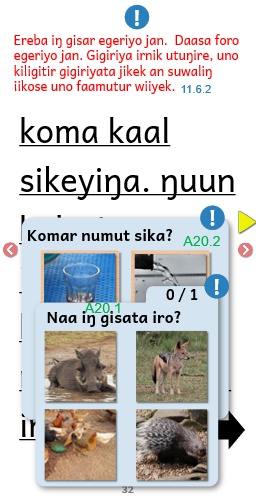 !
Ereba iŋ gisar egeriyo jan. Daasa foro
egeriyo jan. Gigiriya irnik utuŋire, uno
kiligitir gigiriyata jikek an suwaliŋ
iikose uno faamutur wiiyek. 11.6.2
koma kaal
sikeyiŋa. ŋuun
!
Komar numut sika?
A20.2
0 / 1
!
A20.1
Naa iŋ gisata iro?
32